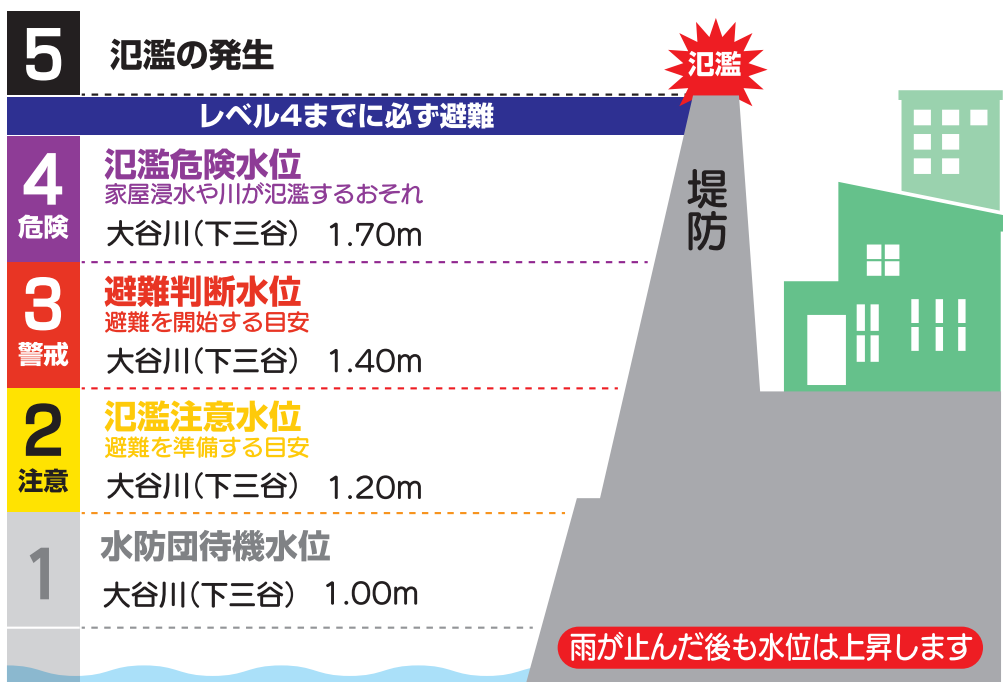 5 氾濫の発生
氾濫
レベル4までに必ず避難
4
危険
氾濫危険水位
家屋浸水や川が氾濫するおそれ
大谷川(下三谷) 1.70m
堤防
3
警戒
避難判断水位
避難を開始する目安
大谷川(下三谷) 1.40m
2
注意
氾濫注意水位
避難を準備する目安
大谷川(下三谷) 1.20m
1
水防団待機水位
大谷川(下三谷) 1.00m
雨が止んだ後も水位は上昇します